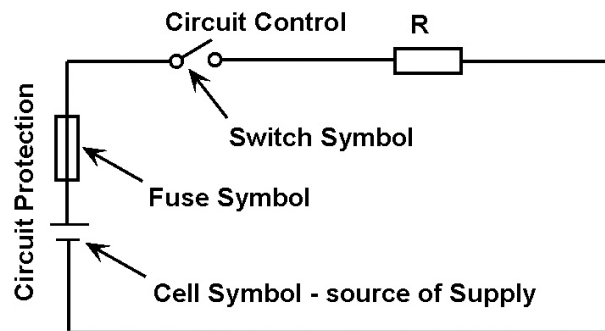 Circuit Control
R
Switch Symbol
Circuit Protection
Fuse Symbol
Cell Symbol - source of Supply